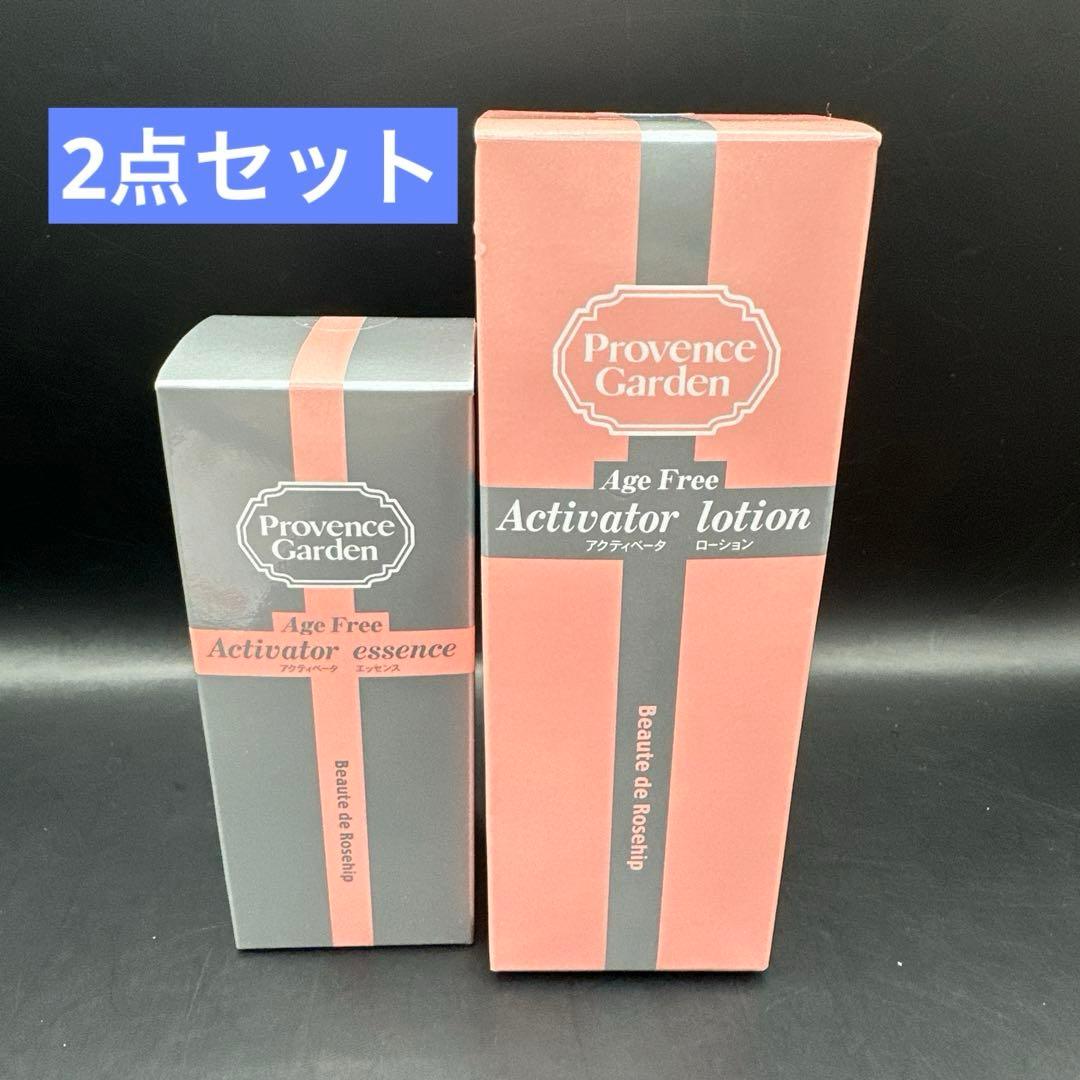 2点セット
Provence
Garden
Age Free
Activator essence
アクティベータ エッセンス
Beaute de Rosehip
Provence
Garden
Age Free
Activator lotion
アクティベータ ローション
Beaute de Rosehip